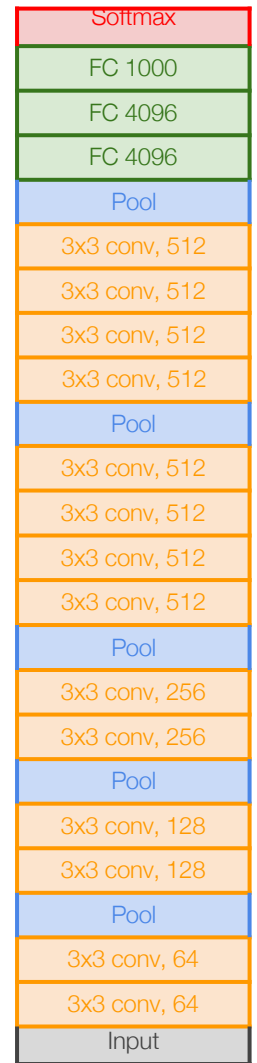 Softmax
FC 1000
FC 4096
FC 4096
Pool
3x3 conv, 512
3x3 conv, 512
3x3 conv, 512
3x3 conv, 512
Pool
3x3 conv, 512
3x3 conv, 512
3x3 conv, 512
3x3 conv, 512
Pool
3x3 conv, 256
3x3 conv, 256
Pool
3x3 conv, 128
3x3 conv, 128
Pool
3x3 conv, 64
3x3 conv, 64
Input